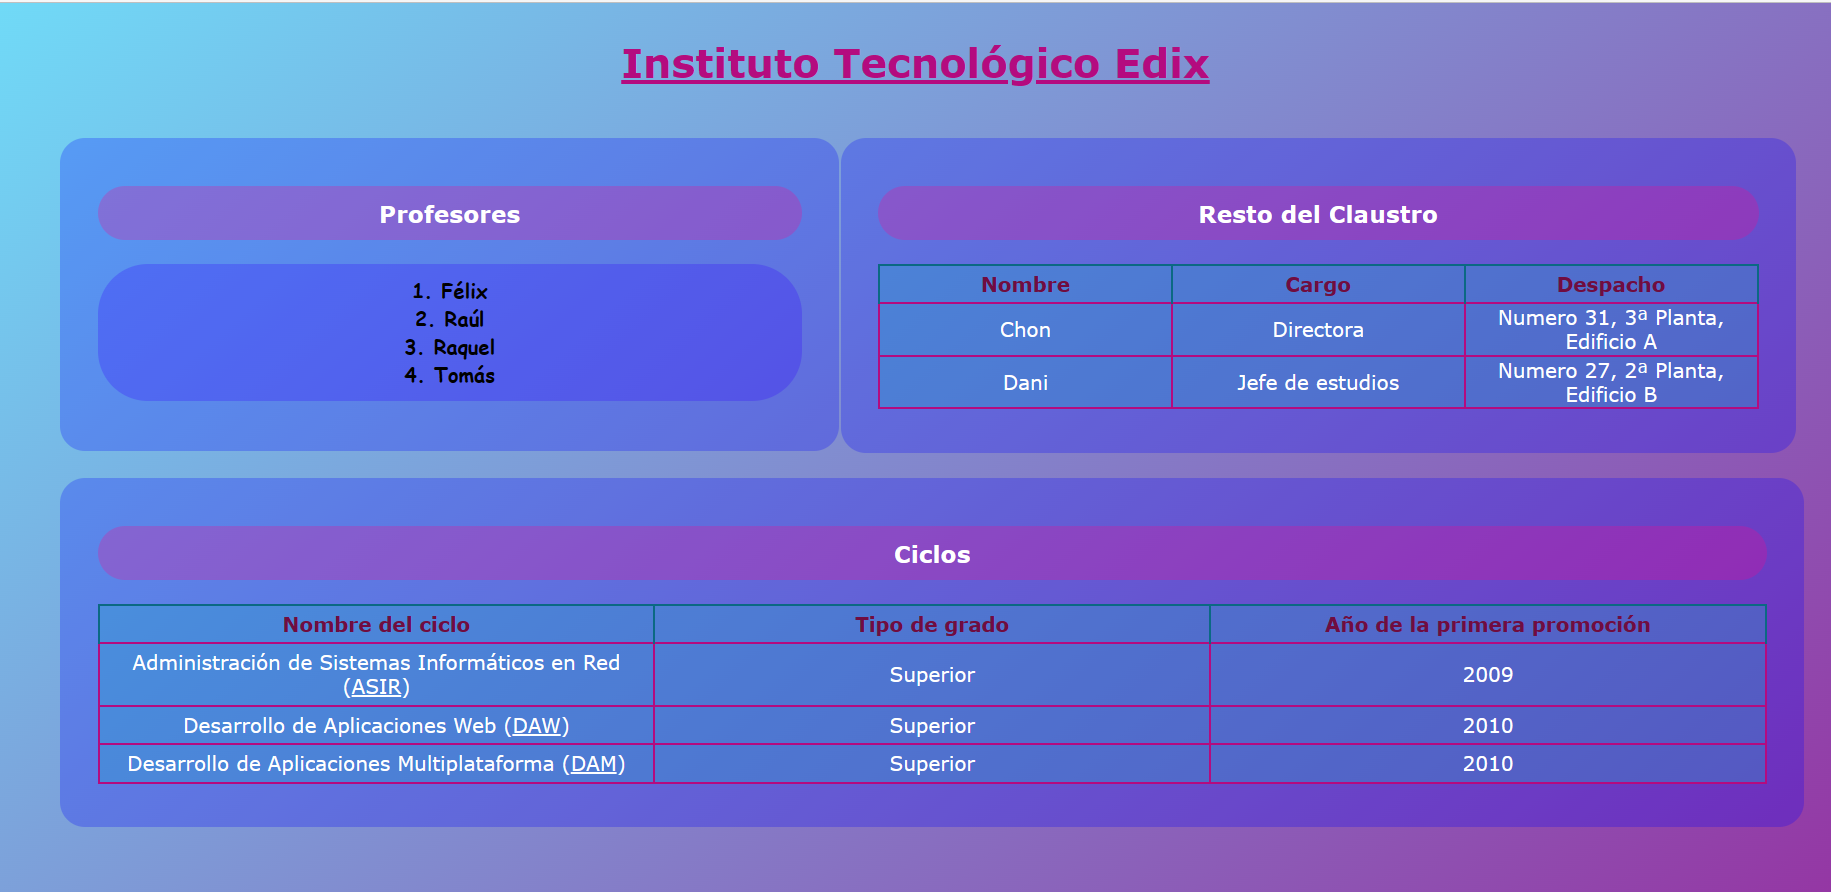 Instituto Tecnológico Edix
Profesores
1. Félix
2. Raúl
3. Raquel
4. Tomás
Resto del Claustro
Nombre Cargo Despacho
Chon Directora Numero 31, 3ª Planta,
Edificio A
Dani Jefe de estudios Numero 27, 2ª Planta,
Edificio B
Ciclos
Nombre del ciclo Tipo de grado Año de la primera promoción
Administración de Sistemas Informáticos en Red
(ASIR) Superior 2009
Desarrollo de Aplicaciones Web (DAW) Superior 2010
Desarrollo de Aplicaciones Multiplataforma (DAM) Superior 2010